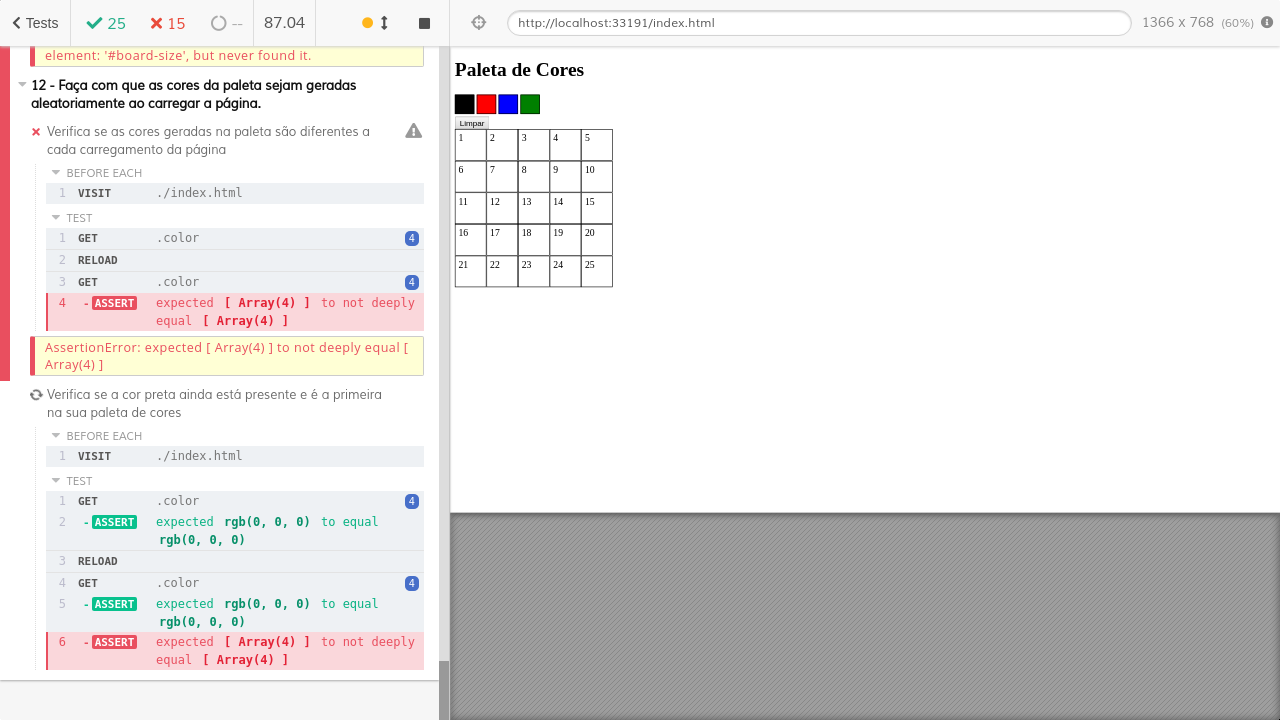 Tests
25
15
--
87.04
http://localhost:33191/index.html
1366 x 768 (60%)
element: '#board-size', but never found it.
12 - Faça com que as cores da paleta sejam geradas
aleatoriamente ao carregar a página.
Verifica se as cores geradas na paleta são diferentes a
cada carregamento da página
BEFORE EACH
1 VISIT ./index.html
TEST
1 GET .color 4
2 RELOAD
3 GET .color 4
4 - ASSERT expected [ Array(4) ] to not deeply
equal [ Array(4) ]
AssertionError: expected [ Array(4) ] to not deeply equal [
Array(4) ]
Verifica se a cor preta ainda está presente e é a primeira
na sua paleta de cores
BEFORE EACH
1 VISIT ./index.html
TEST
1 GET .color 4
2 - ASSERT expected rgb(0, 0, 0) to equal
rgb(0, 0, 0)
3 RELOAD
4 GET .color 4
5 - ASSERT expected rgb(0, 0, 0) to equal
rgb(0, 0, 0)
6 - ASSERT expected [ Array(4) ] to not deeply
equal [ Array(4) ]
Paleta de Cores
Limpar
1 2 3 4 5
6 7 8 9 10
11 12 13 14 15
16 17 18 19 20
21 22 23 24 25